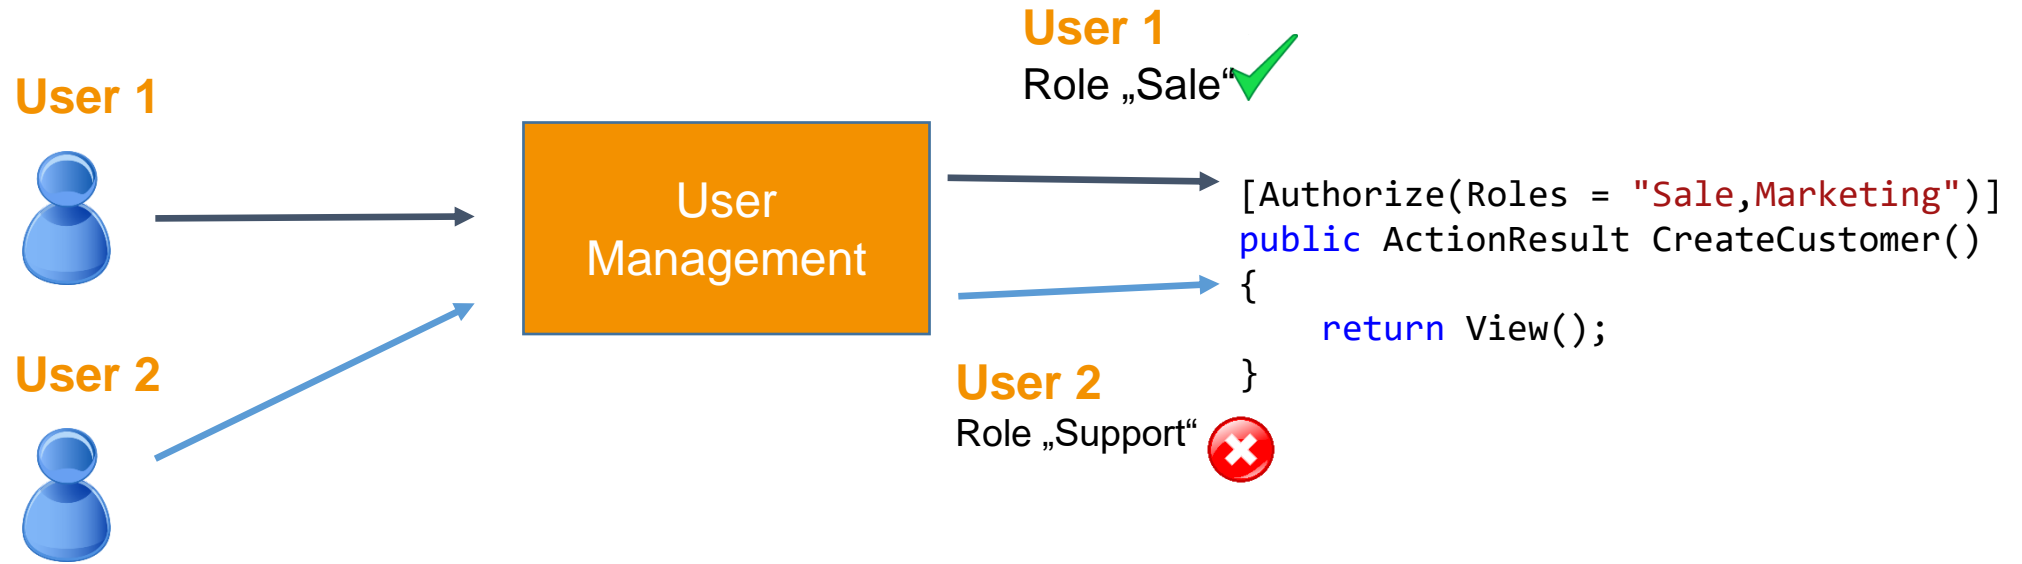 User 1
User 2
User
Management
User 1
Role „Sale“
User 2
Role „Support“
[Authorize(Roles = "Sale,Marketing")]
public ActionResult CreateCustomer()
{
    return View();
}